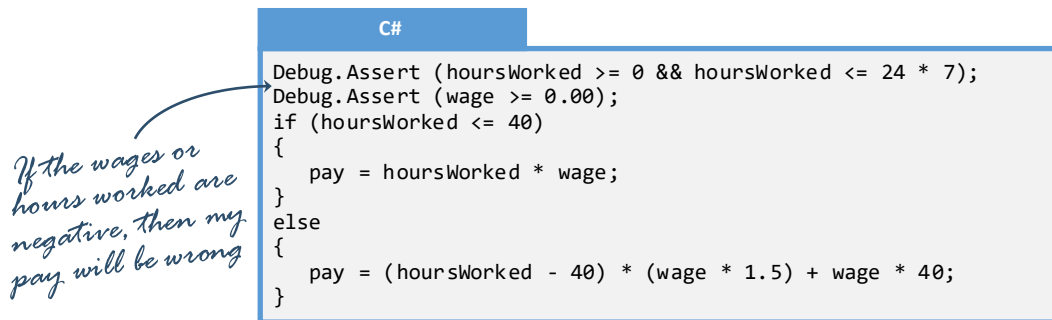 C#
Debug.Assert (hoursWorked >= 0 && hoursWorked <= 24 * 7);
Debug.Assert (wage >= 0.00);
if (hoursWorked <= 40)
{
   pay = hoursWorked * wage;
}
else
{
   pay = (hoursWorked - 40) * (wage * 1.5) + wage * 40;
}
If the wages or
hours worked are
negative, then my
pay will be wrong